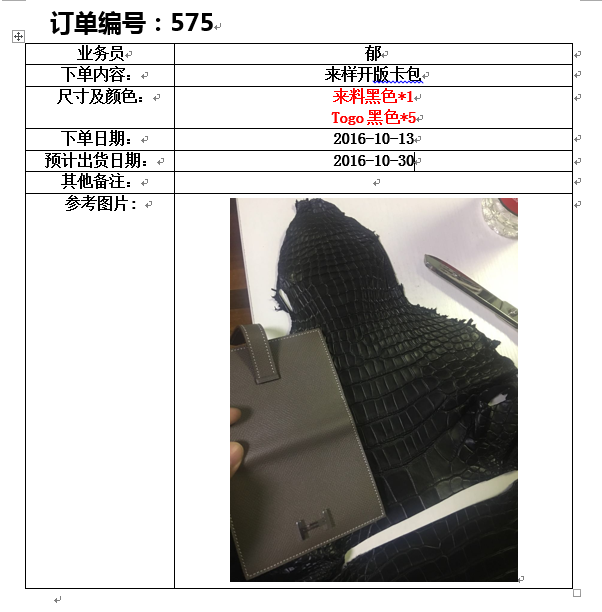 订单编号：575
业务员
郁
下单内容：
来样开版卡包
尺寸及颜色：
来料黑色*1
Togo 黑色*5
下单日期：
2016-10-13
预计出货日期：
2016-10-30
其他备注：
参考图片：